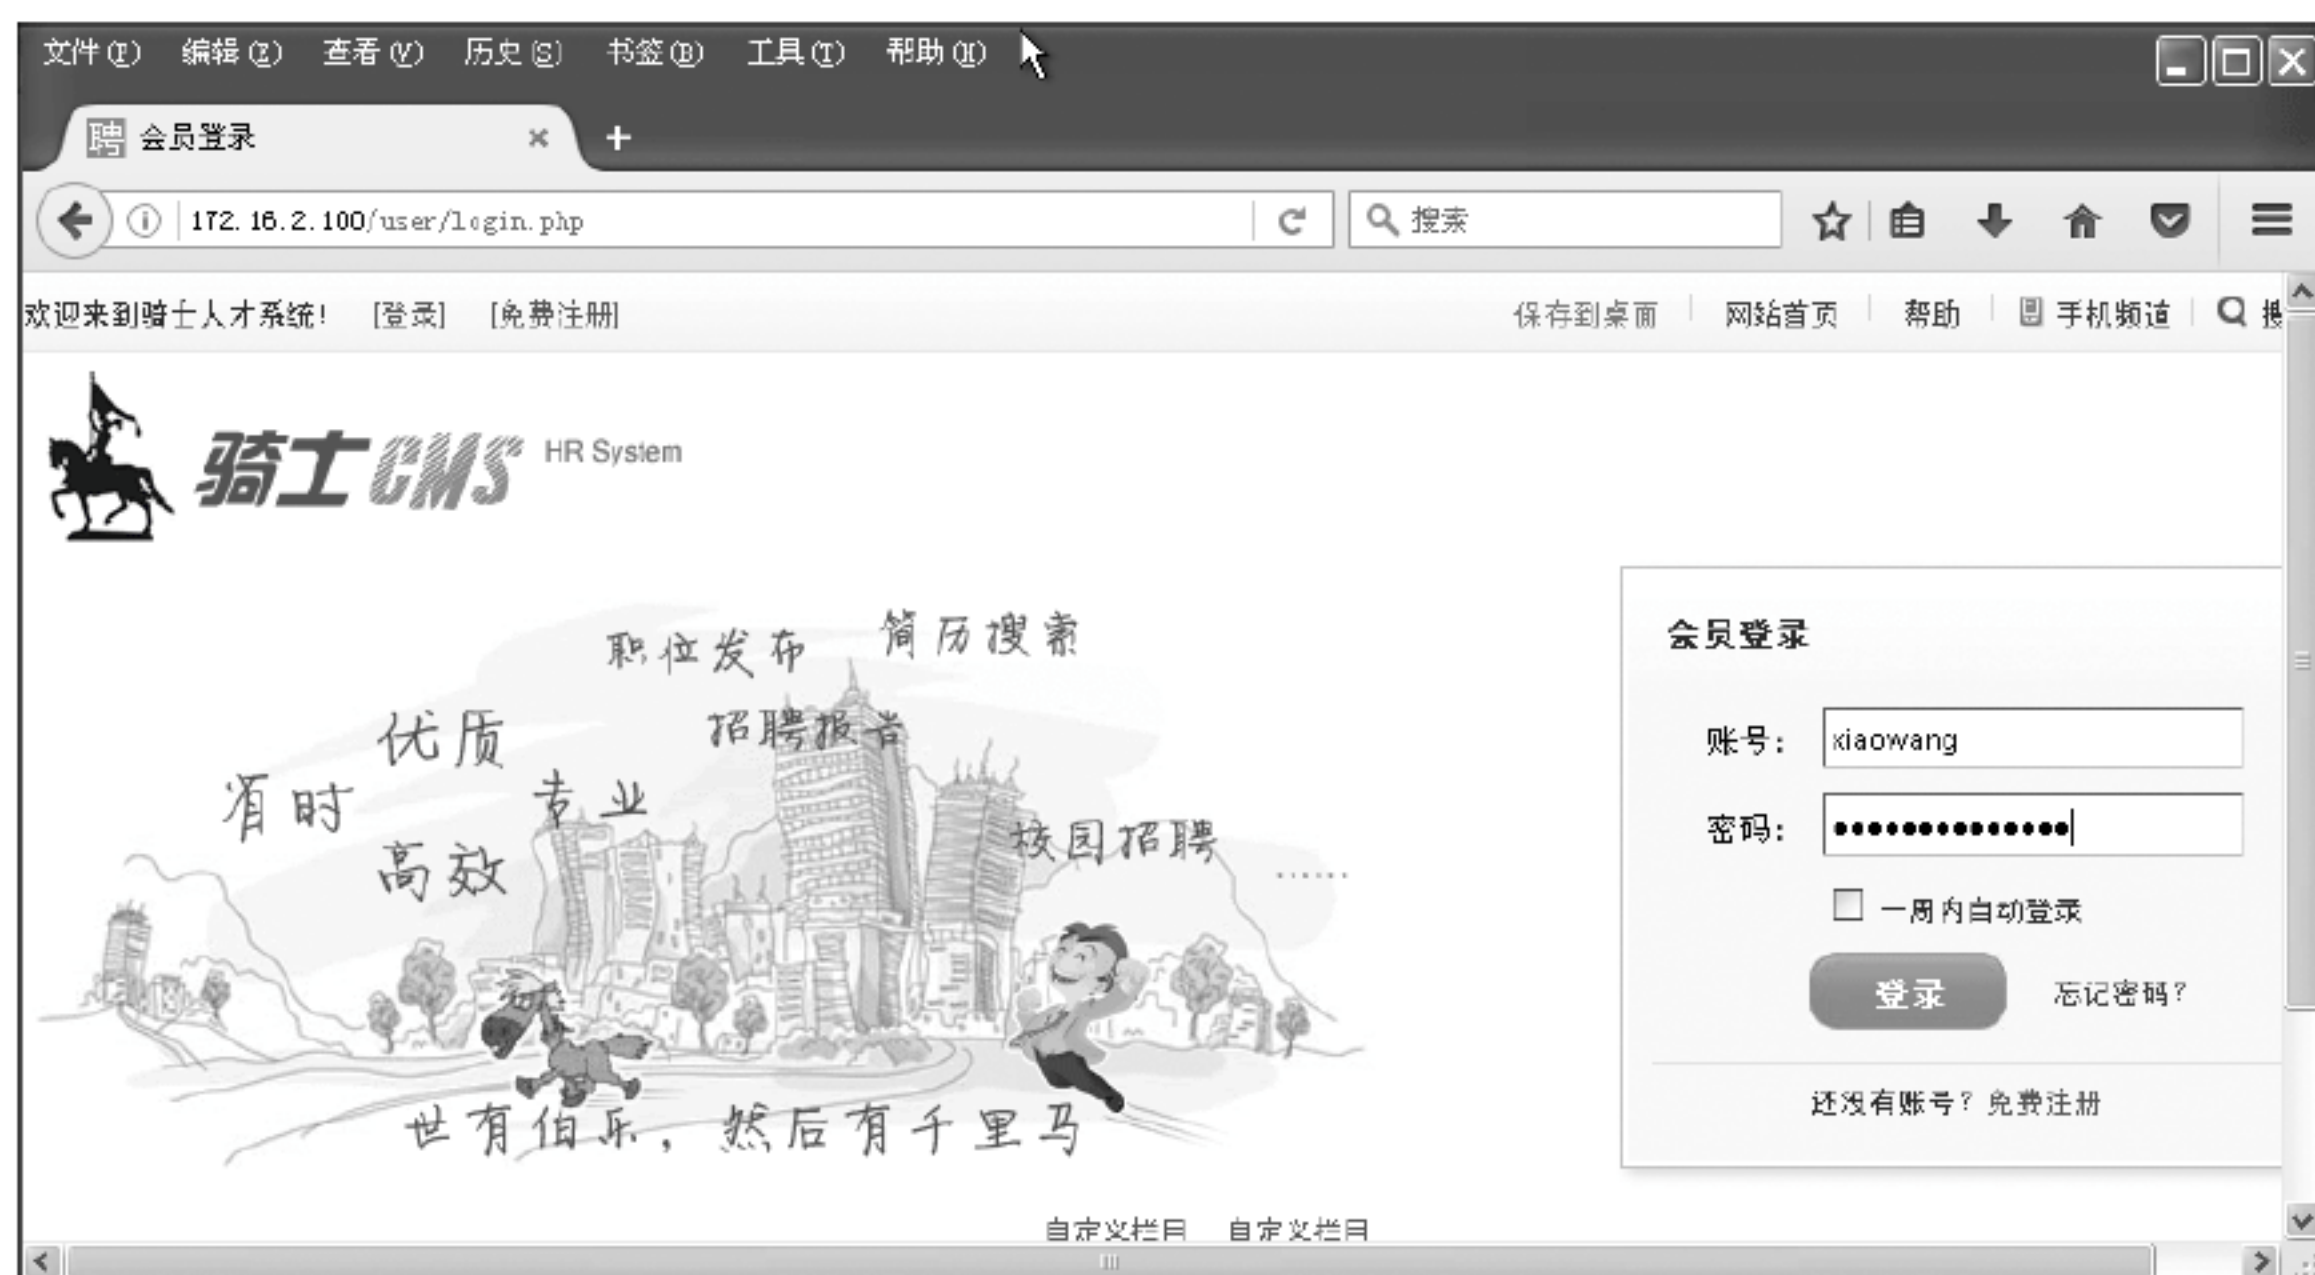 文件(F) 编辑(E) 查看(V) 历史(S) 书签(B) 工具(T) 帮助(H)
聘 会员登录
172.16.2.100/user/login.php 搜索
欢迎来到骑士人才系统! [登录] [免费注册] 保存到桌面 网站首页 帮助 手机频道 搜
骑士CMS HR System
职位发布 简历搜索
优质 招聘报告
省时 专业
高效 校园招聘 ......
世有伯乐，然后有千里马
会员登录
账号： xiaowang
密码： ••••••••••••••
一周内自动登录
登录 忘记密码?
还没有账号? 免费注册
自定义栏目 自定义栏目